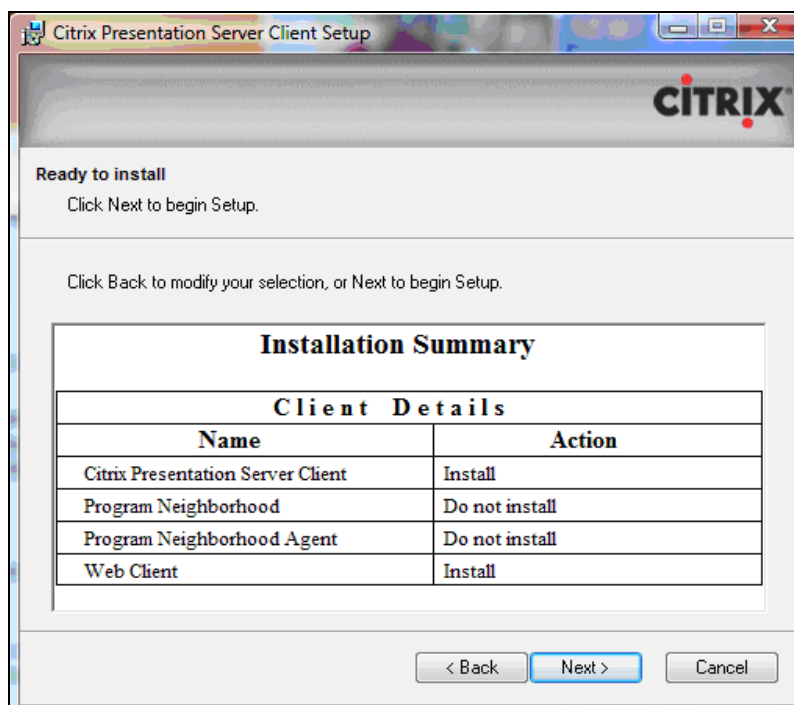 Citrix Presentation Server Client Setup
CITRIX
Ready to install
Click Next to begin Setup.
Click Back to modify your selection, or Next to begin Setup.
Installation Summary
Client Details
Name Action
Citrix Presentation Server Client Install
Program Neighborhood Do not install
Program Neighborhood Agent Do not install
Web Client Install
< Back Next > Cancel